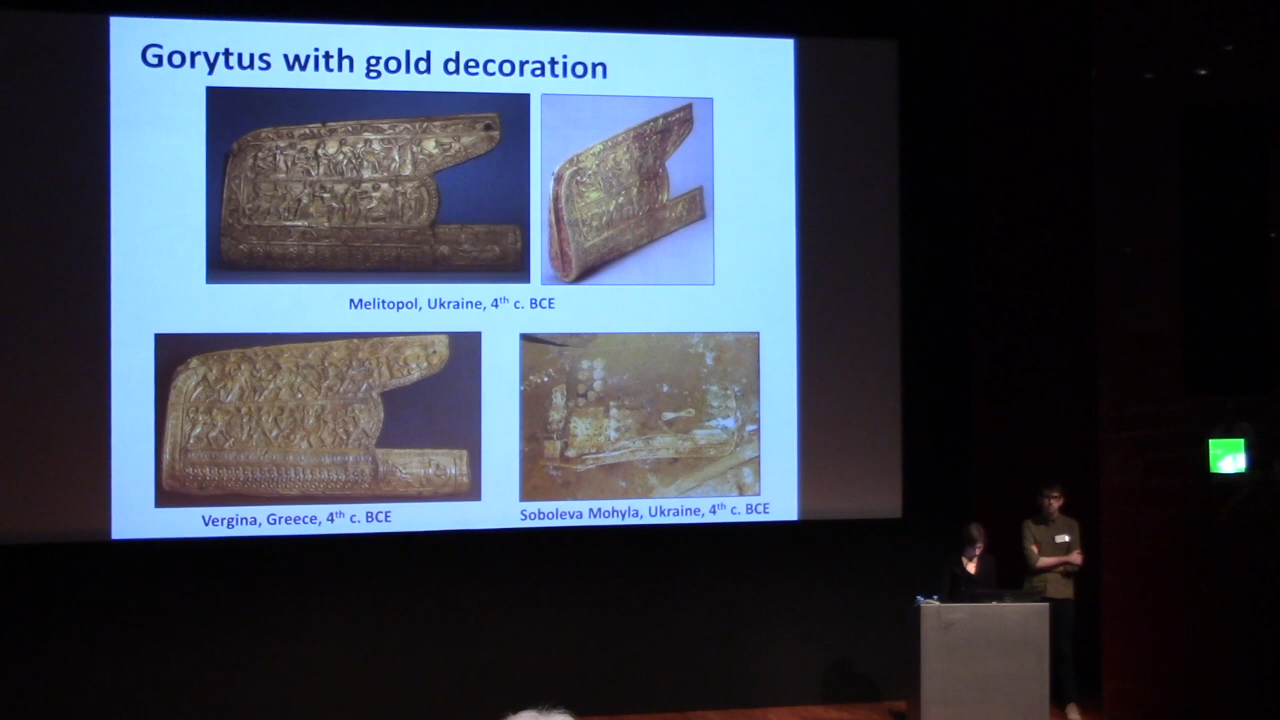 Gorytus with gold decoration
Melitopol, Ukraine, 4th c. BCE
Vergina, Greece, 4th c. BCE
Soboleva Mohyla, Ukraine, 4th c. BCE